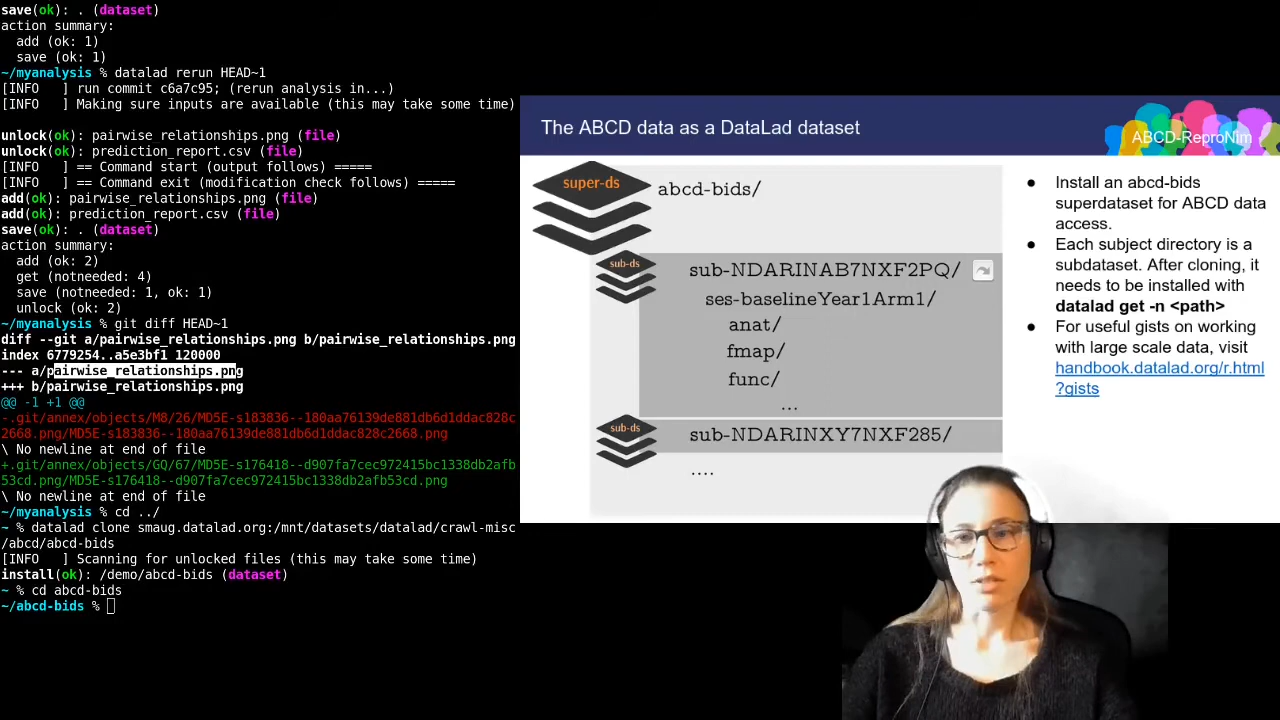 save(ok): . (dataset)
action summary:
  add (ok: 1)
  save (ok: 1)
~/myanalysis % datalad rerun HEAD~1
[INFO   ] run commit c6a7c95; (rerun analysis in...)
[INFO   ] Making sure inputs are available (this may take some time)
unlock(ok): pairwise_relationships.png (file)
unlock(ok): prediction_report.csv (file)
[INFO   ] == Command start (output follows) =====
[INFO   ] == Command exit (modification check follows) =====
add(ok): pairwise_relationships.png (file)
add(ok): prediction_report.csv (file)
save(ok): . (dataset)
action summary:
  add (ok: 2)
  get (notneeded: 4)
  save (notneeded: 1, ok: 1)
  unlock (ok: 2)
~/myanalysis % git diff HEAD~1
diff --git a/pairwise_relationships.png b/pairwise_relationships.png
index 6779254..a5e3bf1 120000
--- a/pairwise_relationships.png
+++ b/pairwise_relationships.png
@@ -1 +1 @@
-.git/annex/objects/M8/26/MD5E-s183836--180aa76139de881db6d1ddac828c
2668.png/MD5E-s183836--180aa76139de881db6d1ddac828c2668.png
\ No newline at end of file
+.git/annex/objects/GQ/67/MD5E-s176418--d907fa7cec972415bc1338db2afb
53cd.png/MD5E-s176418--d907fa7cec972415bc1338db2afb53cd.png
\ No newline at end of file
~/myanalysis % cd ../
~ % datalad clone smaug.datalad.org:/mnt/datasets/datalad/crawl-misc
/abcd/abcd-bids
[INFO   ] Scanning for unlocked files (this may take some time)
install(ok): /demo/abcd-bids (dataset)
~ % cd abcd-bids
~/abcd-bids %
The ABCD data as a DataLad dataset
ABCD-ReproNim
super-ds
abcd-bids/
sub-ds
sub-NDARINAB7NXF2PQ/
ses-baselineYear1Arm1/
anat/
fmap/
func/
...
sub-ds
sub-NDARINXY7NXF285/
....
● Install an abcd-bids
superdataset for ABCD data
access.
● Each subject directory is a
subdataset. After cloning, it
needs to be installed with
datalad get -n <path>
● For useful gists on working
with large scale data, visit
handbook.datalad.org/r.html
?gists